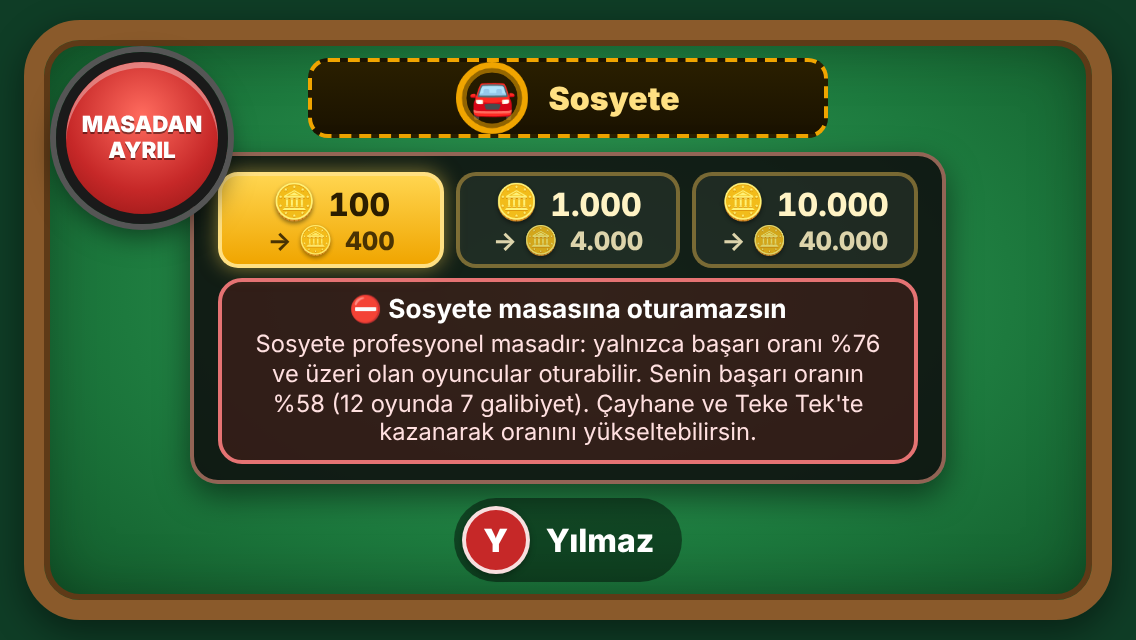 MASADAN
AYRIL
Sosyete
100
→ 400
1.000
→ 4.000
10.000
→ 40.000
Sosyete masasına oturamazsın
Sosyete profesyonel masadır: yalnızca başarı oranı %76
ve üzeri olan oyuncular oturabilir. Senin başarı oranın
%58 (12 oyunda 7 galibiyet). Çayhane ve Teke Tek'te
kazanarak oranını yükseltebilirsin.
Y Yılmaz